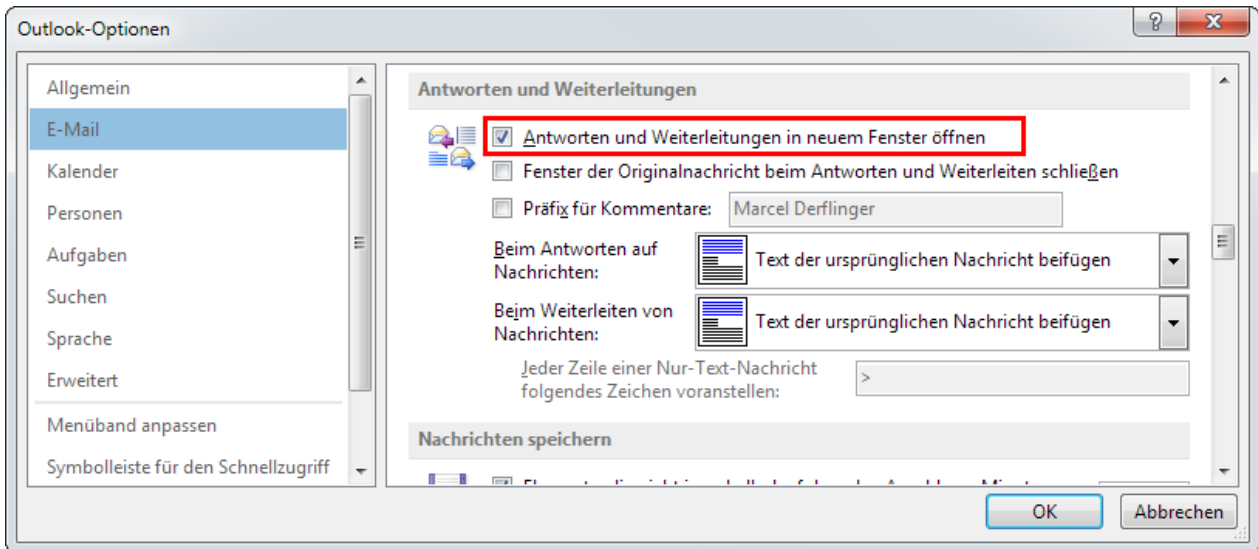 Outlook-Optionen
Allgemein
E-Mail
Kalender
Personen
Aufgaben
Suchen
Sprache
Erweitert
Menüband anpassen
Symbolleiste für den Schnellzugriff
Antworten und Weiterleitungen
Antworten und Weiterleitungen in neuem Fenster öffnen
Fenster der Originalnachricht beim Antworten und Weiterleiten schließen
Präfix für Kommentare: Marcel Derflinger
Beim Antworten auf
Nachrichten:
Text der ursprünglichen Nachricht beifügen
Beim Weiterleiten von
Nachrichten:
Text der ursprünglichen Nachricht beifügen
Jeder Zeile einer Nur-Text-Nachricht
folgendes Zeichen voranstellen:
>
Nachrichten speichern
OK
Abbrechen